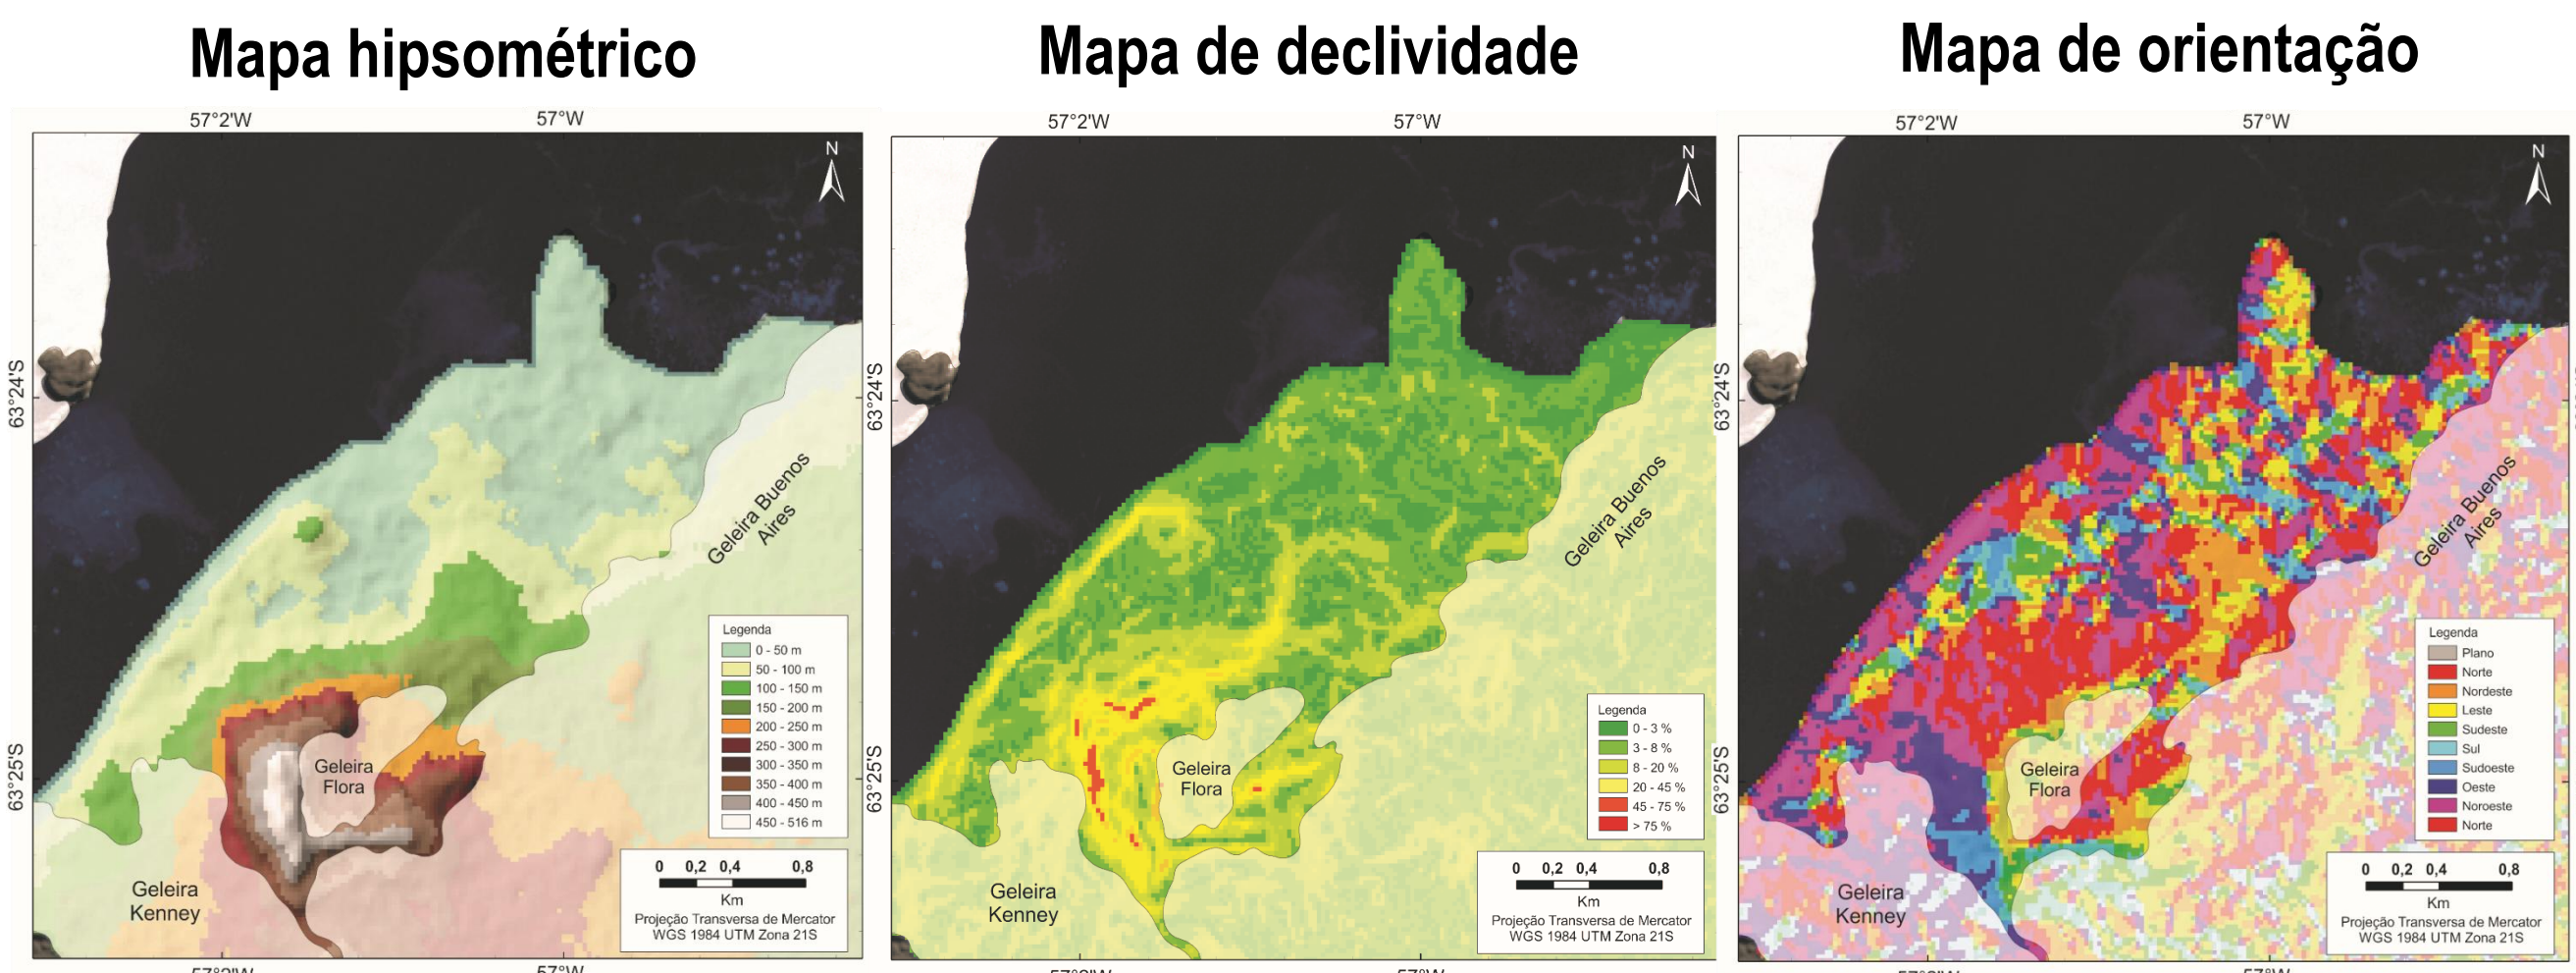 Mapa hipsométrico
57°2'W
57°W
N
63°24'S
63°25'S
Geleira Buenos
Aires
Geleira
Flora
Geleira
Kenney
Legenda
0 - 50 m
50 - 100 m
100 - 150 m
150 - 200 m
200 - 250 m
250 - 300 m
300 - 350 m
350 - 400 m
400 - 450 m
450 - 516 m
0 0,2 0,4 0,8
Km
Projeção Transversa de Mercator
WGS 1984 UTM Zona 21S
57°W
Mapa de declividade
57°2'W
57°W
N
63°24'S
63°25'S
Geleira Buenos
Aires
Geleira
Flora
Geleira
Kenney
Legenda
0 - 3 %
3 - 8 %
8 - 20 %
20 - 45 %
45 - 75 %
> 75 %
0 0,2 0,4 0,8
Km
Projeção Transversa de Mercator
WGS 1984 UTM Zona 21S
Mapa de orientação
57°2'W
57°W
N
63°24'S
63°25'S
Geleira Buenos
Aires
Geleira
Flora
Geleira
Kenney
Legenda
Plano
Norte
Nordeste
Leste
Sudeste
Sul
Sudoeste
Oeste
Noroeste
Norte
0 0,2 0,4 0,8
Km
Projeção Transversa de Mercator
WGS 1984 UTM Zona 21S